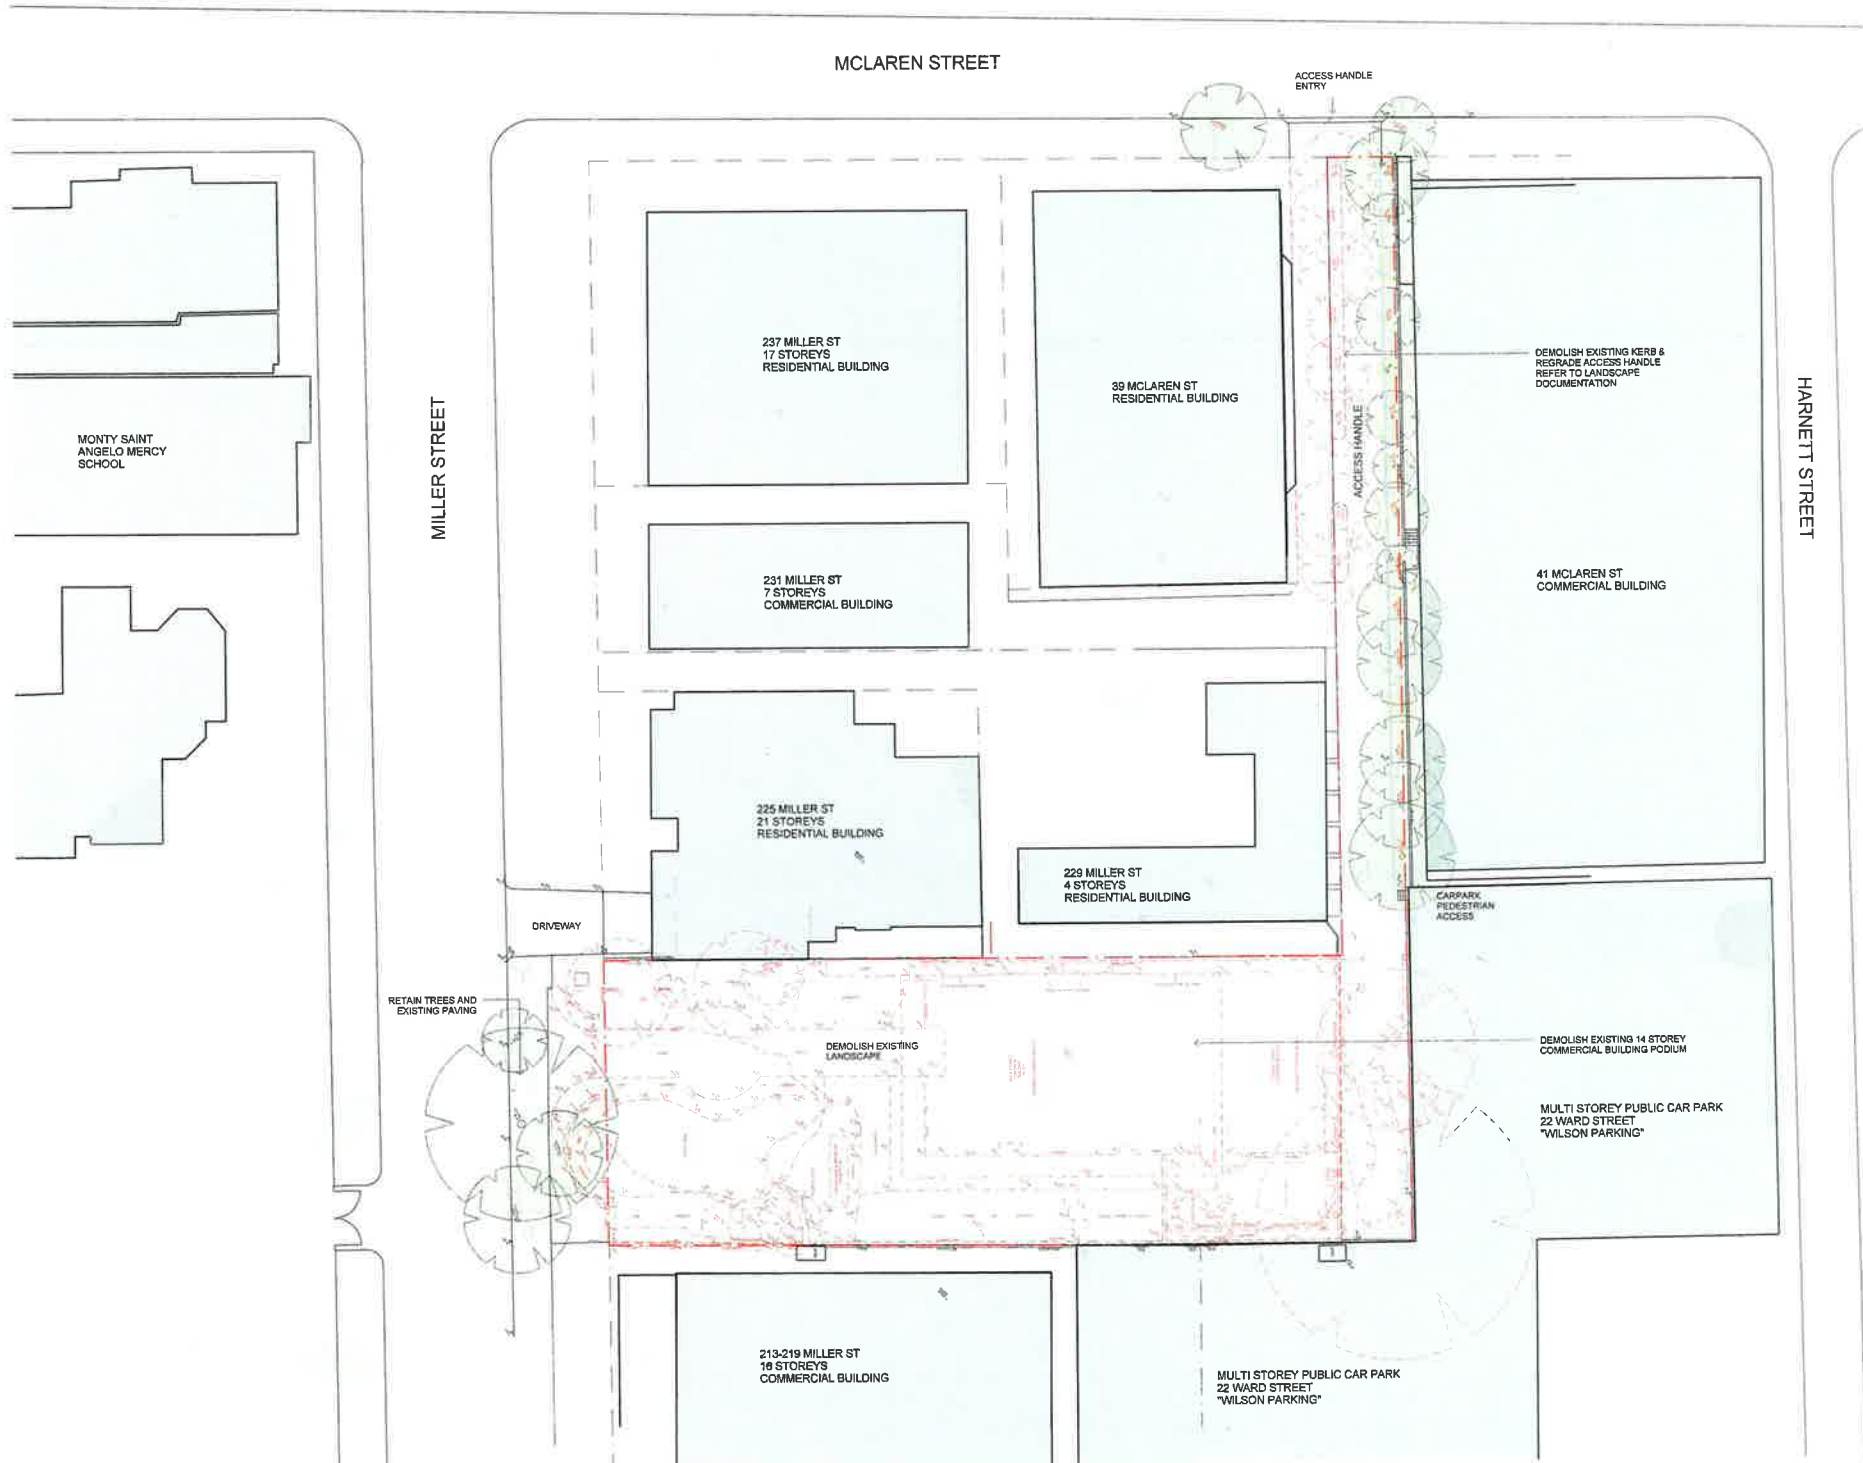 MCLAREN STREET
ACCESS HANDLE
ENTRY
237 MILLER ST
17 STOREYS
RESIDENTIAL BUILDING
39 MCLAREN ST
RESIDENTIAL BUILDING
DEMOLISH EXISTING KERB &
REGRADE ACCESS HANDLE
REFER TO LANDSCAPE
DOCUMENTATION
ACCESS HANDLE
HARNETT STREET
MONTY SAINT
ANGELO MERCY
SCHOOL
MILLER STREET
231 MILLER ST
7 STOREYS
COMMERCIAL BUILDING
41 MCLAREN ST
COMMERCIAL BUILDING
225 MILLER ST
21 STOREYS
RESIDENTIAL BUILDING
229 MILLER ST
4 STOREYS
RESIDENTIAL BUILDING
CARPARK
PEDESTRIAN
ACCESS
DRIVEWAY
RETAIN TREES AND
EXISTING PAVING
DEMOLISH EXISTING
LANDSCAPE
DEMOLISH EXISTING 14 STOREY
COMMERCIAL BUILDING PODIUM
MULTI STOREY PUBLIC CAR PARK
22 WARD STREET
"WILSON PARKING"
213-219 MILLER ST
STOREYS
COMMERCIAL BUILDING
MULTI STOREY PUBLIC CAR PARK
22 WARD STREET
"WILSON PARKING"